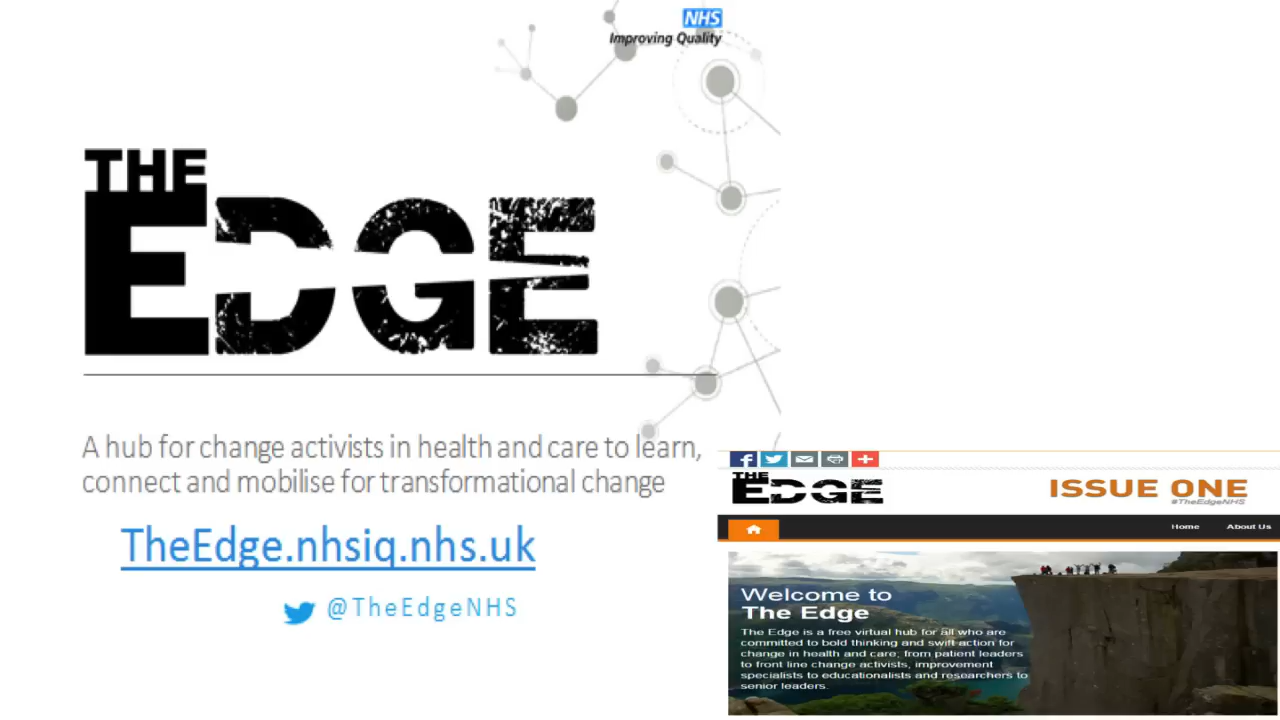 NHS
Improving Quality
THE
EDGE
A hub for change activists in health and care to learn,
connect and mobilise for transformational change
TheEdge.nhsiq.nhs.uk
@TheEdgeNHS
THE
EDGE
ISSUE ONE
#TheEdgeNHS
Home About Us
Welcome to
The Edge
The Edge is a free virtual hub for all who are
committed to bold thinking and swift action for
change in health and care; from patient leaders
to front line change activists, improvement
specialists to educationalists and researchers to
senior leaders.